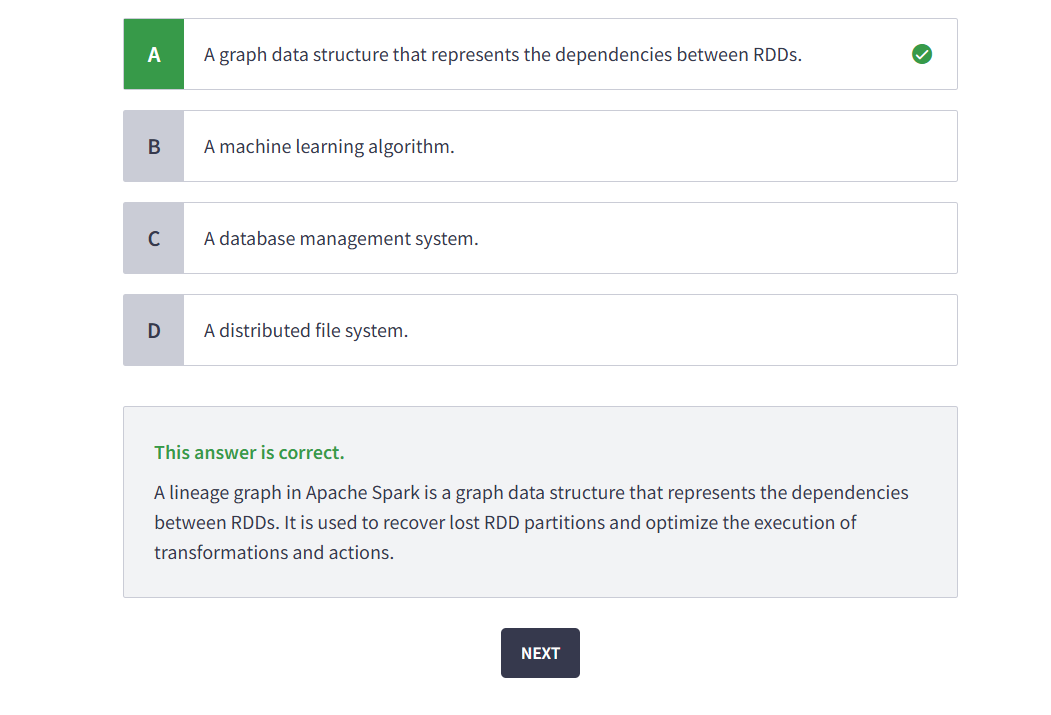 A
A graph data structure that represents the dependencies between RDDs.
B
A machine learning algorithm.
C
A database management system.
D
A distributed file system.
This answer is correct.
A lineage graph in Apache Spark is a graph data structure that represents the dependencies
between RDDs. It is used to recover lost RDD partitions and optimize the execution of
transformations and actions.
NEXT